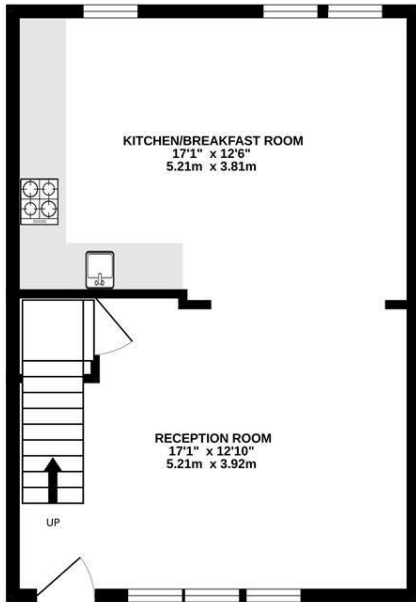 KITCHEN/BREAKFAST ROOM
17'1" x 12'6"
5.21m x 3.81m
RECEPTION ROOM
17'1" x 12'10"
5.21m x 3.92m
UP